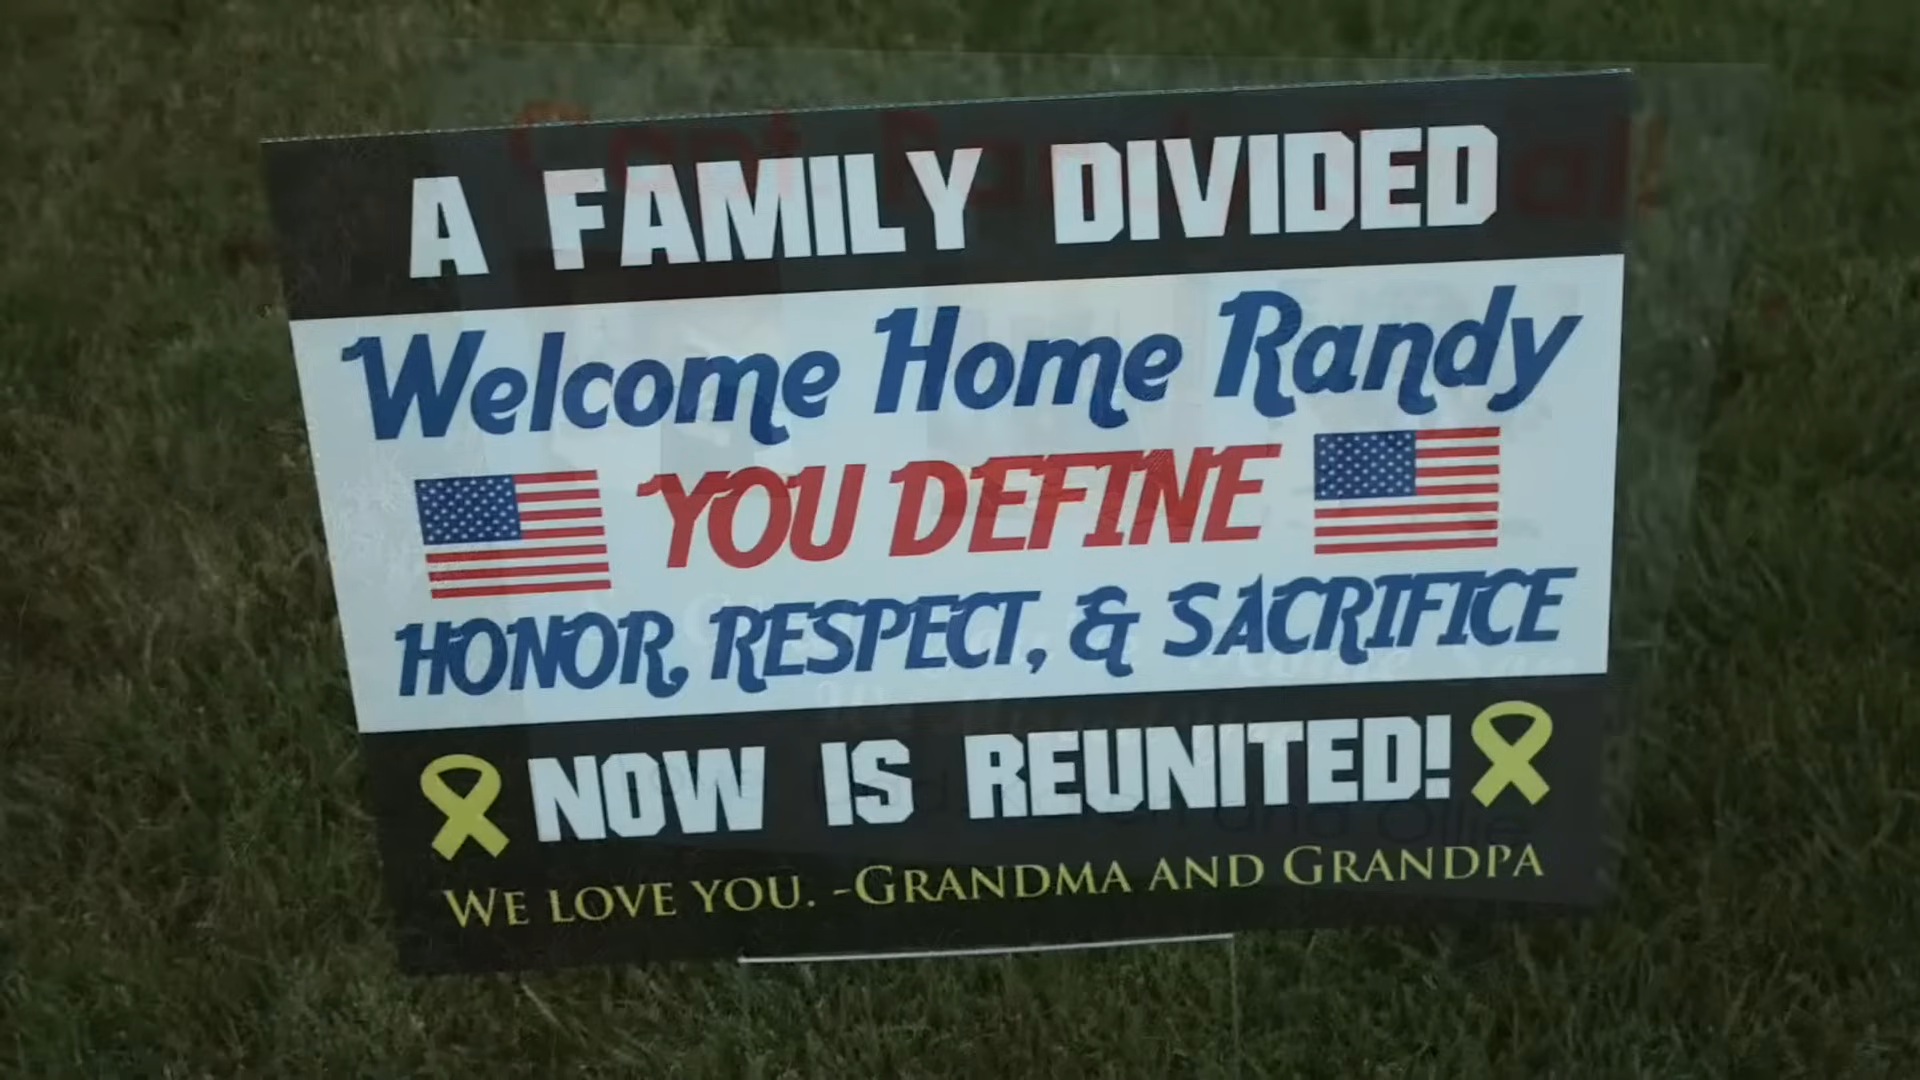 A FAMILY DIVIDED
Welcome Home Randy
YOU DEFINE
HONOR, RESPECT, & SACRIFICE
NOW IS REUNITED!
WE LOVE YOU. -GRANDMA AND GRANDPA